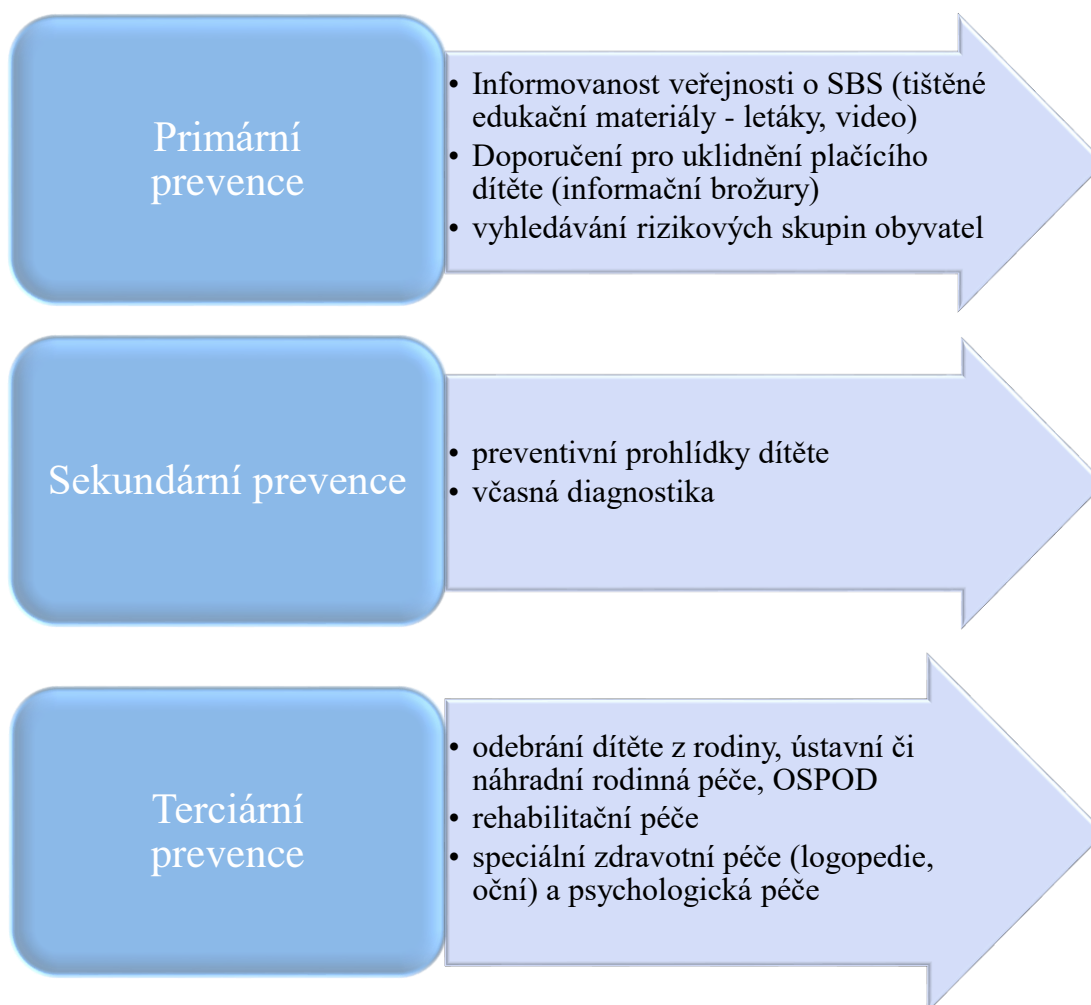 Primární
prevence
• Informovanost veřejnosti o SBS (tištěné
edukační materiály - letáky, video)
• Doporučení pro uklidnění plačícího
dítěte (informační brožury)
• vyhledávání rizikových skupin obyvatel
Sekundární prevence
• preventivní prohlídky dítěte
• včasná diagnostika
Terciární
prevence
• odebrání dítěte z rodiny, ústavní či
náhradní rodinná péče, OSPOD
• rehabilitační péče
• speciální zdravotní péče (logopedie,
oční) a psychologická péče